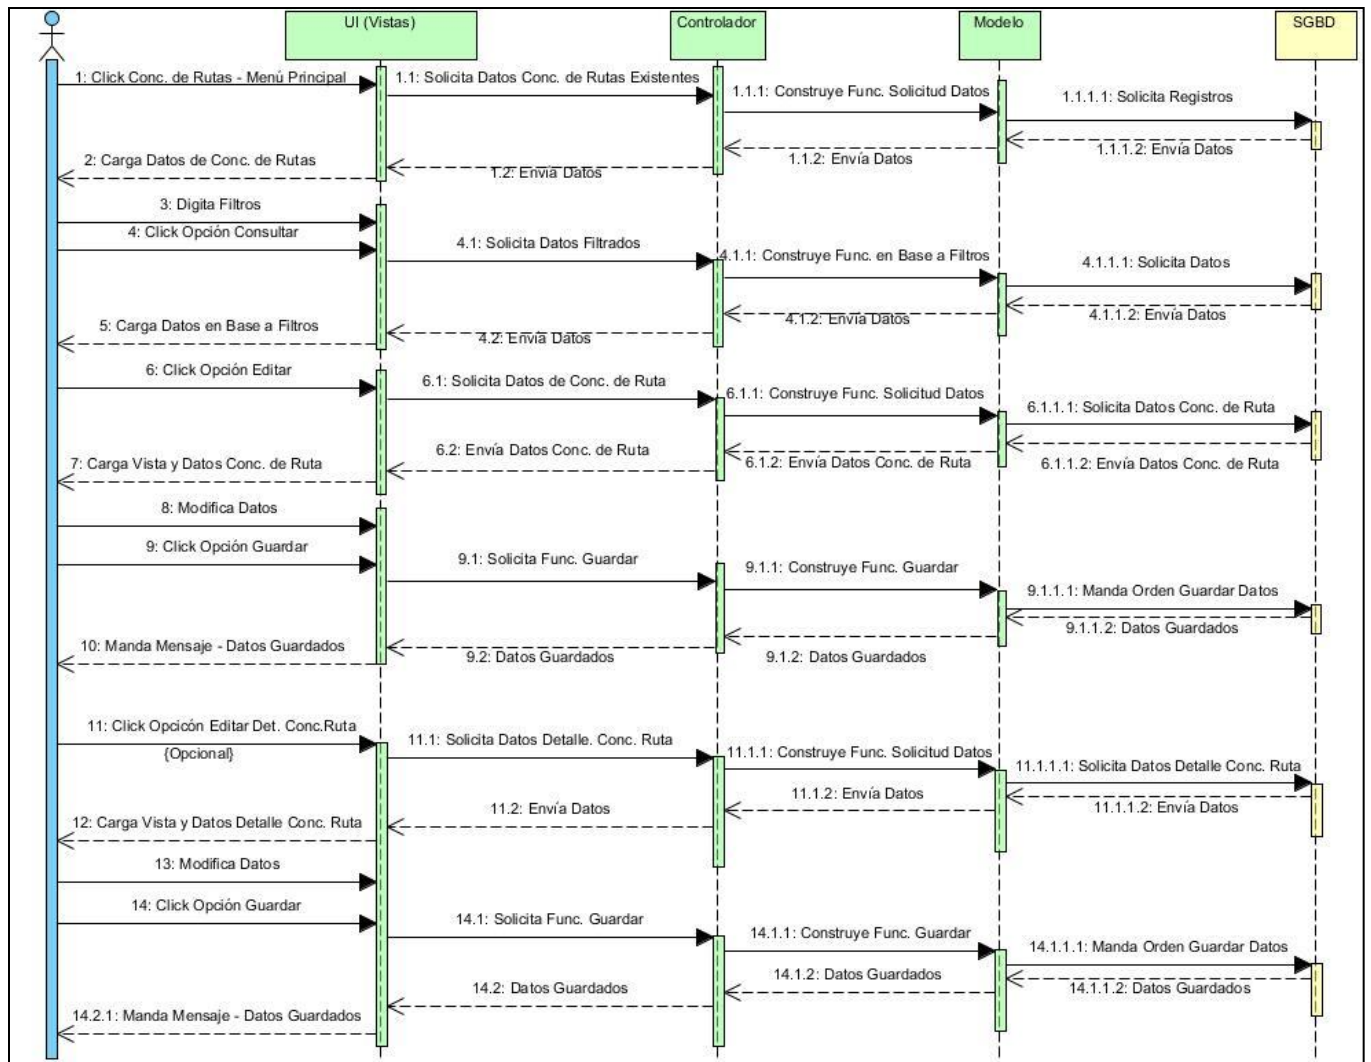 UI (Vistas)
Controlador
Modelo
SGBD
1: Click Conc. de Rutas - Menú Principal
1.1: Solicita Datos Conc. de Rutas Existentes
1.1.1: Construye Func. Solicitud Datos
1.1.1.1: Solicita Registros
2: Carga Datos de Conc. de Rutas
1.2: Envía Datos
1.1.2: Envía Datos
1.1.1.2: Envía Datos
3: Digita Filtros
4: Click Opción Consultar
4.1: Solicita Datos Filtrados
4.1.1: Construye Func. en Base a Filtros
4.1.1.1: Solicita Datos
5: Carga Datos en Base a Filtros
4.2: Envía Datos
4.1.2: Envía Datos
4.1.1.2: Envía Datos
6: Click Opción Editar
6.1: Solicita Datos de Conc. de Ruta
6.1.1: Construye Func. Solicitud Datos
6.1.1.1: Solicita Datos Conc. de Ruta
7: Carga Vista y Datos Conc. de Ruta
6.2: Envía Datos Conc. de Ruta
6.1.2: Envía Datos Conc. de Ruta
6.1.1.2: Envía Datos Conc. de Ruta
8: Modifica Datos
9: Click Opción Guardar
9.1: Solicita Func. Guardar
9.1.1: Construye Func. Guardar
9.1.1.1: Manda Orden Guardar Datos
10: Manda Mensaje - Datos Guardados
9.2: Datos Guardados
9.1.2: Datos Guardados
9.1.1.2: Datos Guardados
11: Click Opcicón Editar Det. Conc.Ruta
{Opcional}
11.1: Solicita Datos Detalle. Conc. Ruta
11.1.1: Construye Func. Solicitud Datos
11.1.1.1: Solicita Datos Detalle Conc. Ruta
12: Carga Vista y Datos Detalle Conc. Ruta
11.2: Envía Datos
11.1.2: Envía Datos
11.1.1.2: Envía Datos
13: Modifica Datos
14: Click Opción Guardar
14.1: Solicita Func. Guardar
14.1.1: Construye Func. Guardar
14.1.1.1: Manda Orden Guardar Datos
14.2.1: Manda Mensaje - Datos Guardados
14.2: Datos Guardados
14.1.2: Datos Guardados
14.1.1.2: Datos Guardados